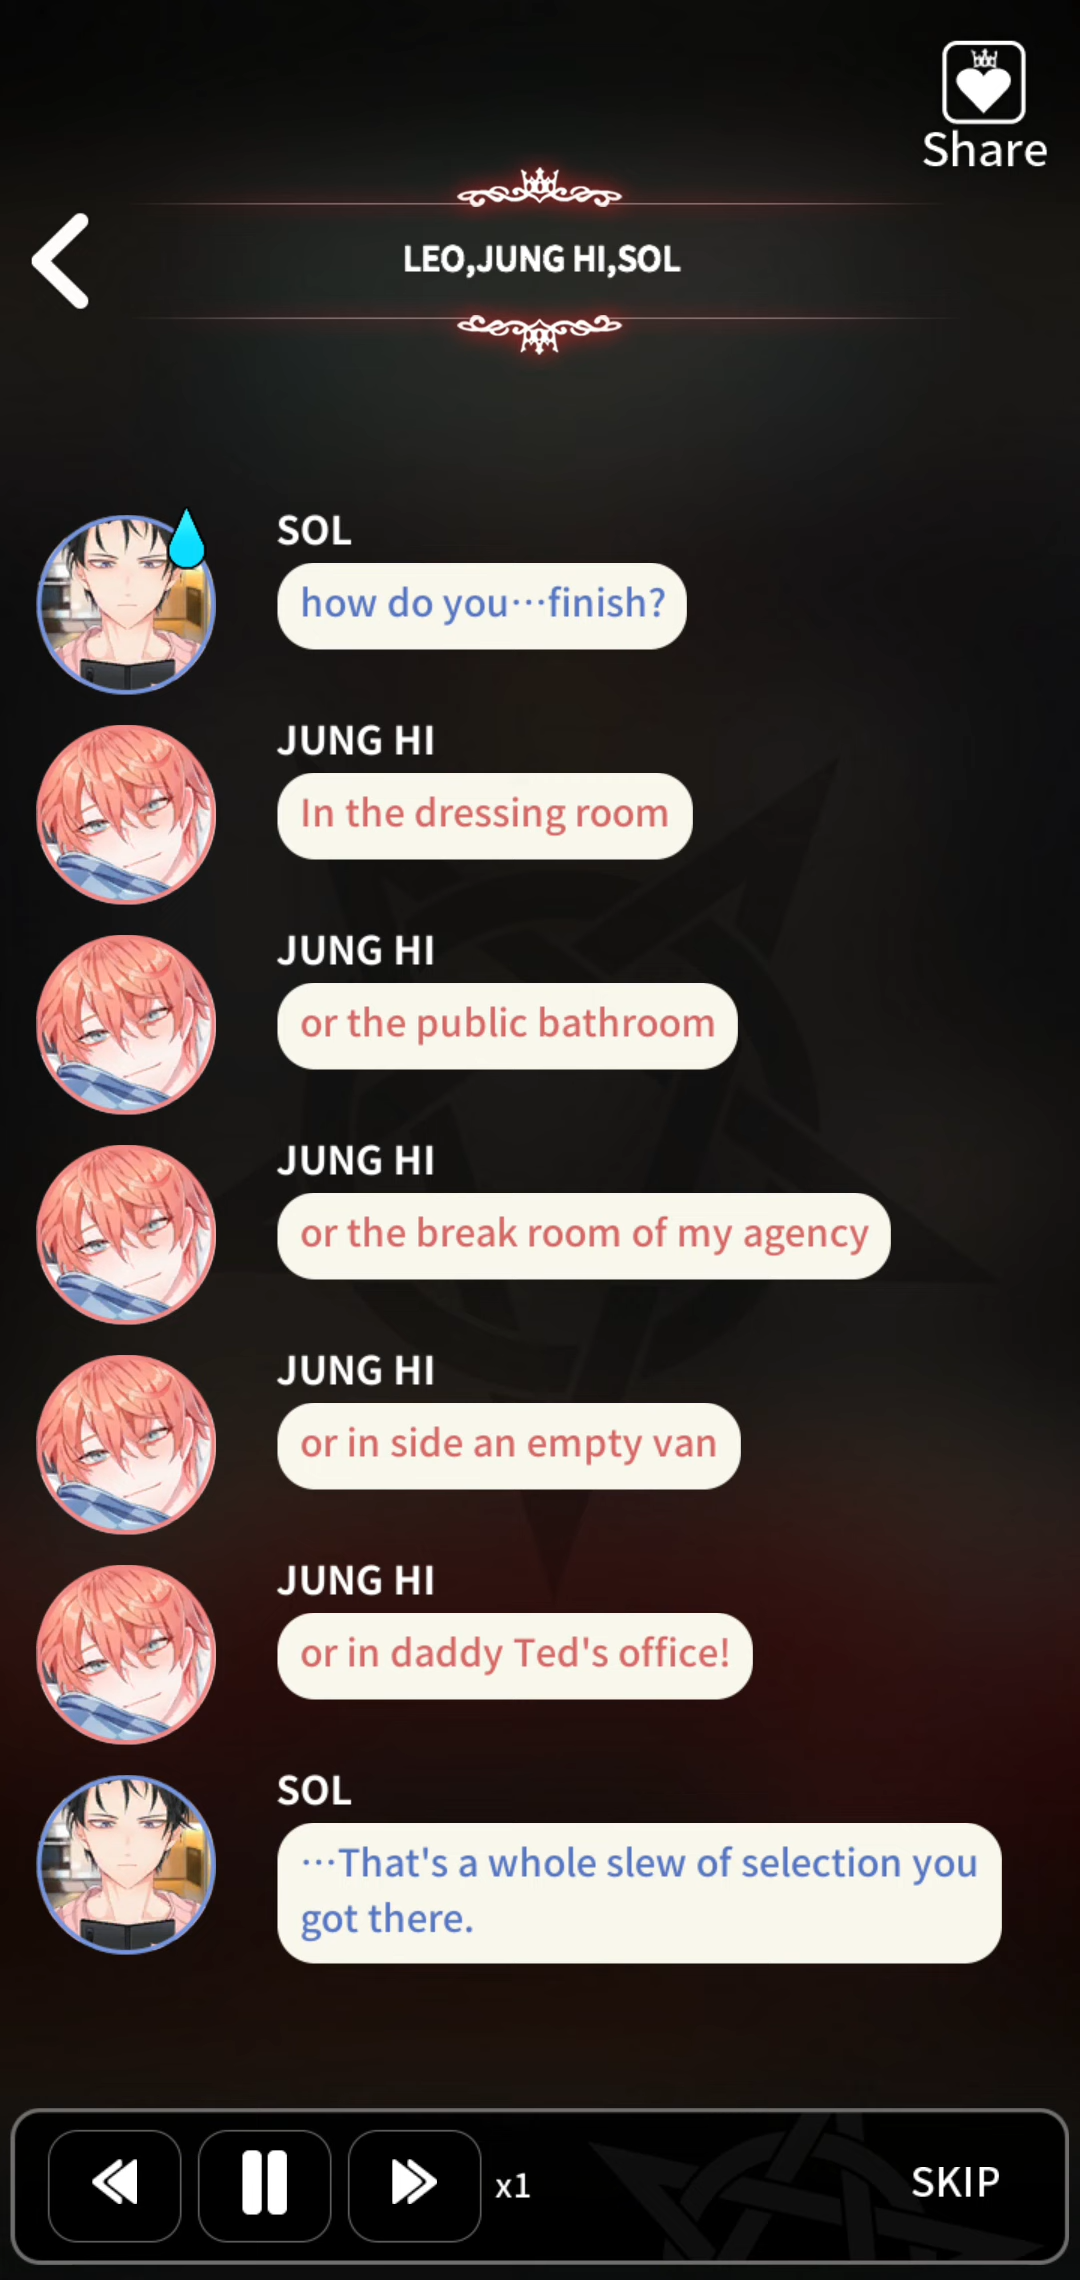 Share
LEO,JUNG HI,SOL
SOL
how do you…finish?
JUNG HI
In the dressing room
JUNG HI
or the public bathroom
JUNG HI
or the break room of my agency
JUNG HI
or in side an empty van
JUNG HI
or in daddy Ted's office!
SOL
…That's a whole slew of selection you
got there.
x1
SKIP